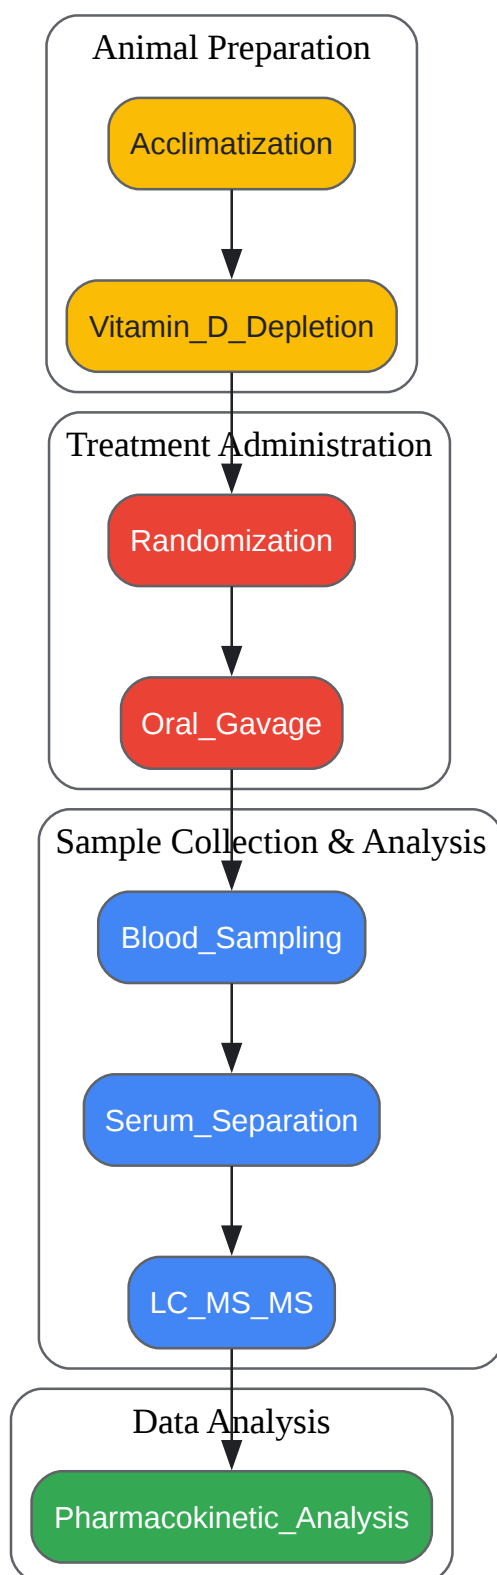 Animal Preparation
Acclimatization
Vitamin_D_Depletion
Treatment Administration
Randomization
Oral_Gavage
Sample Collection & Analysis
Blood_Sampling
Serum_Separation
LC_MS_MS
Data Analysis
Pharmacokinetic_Analysis